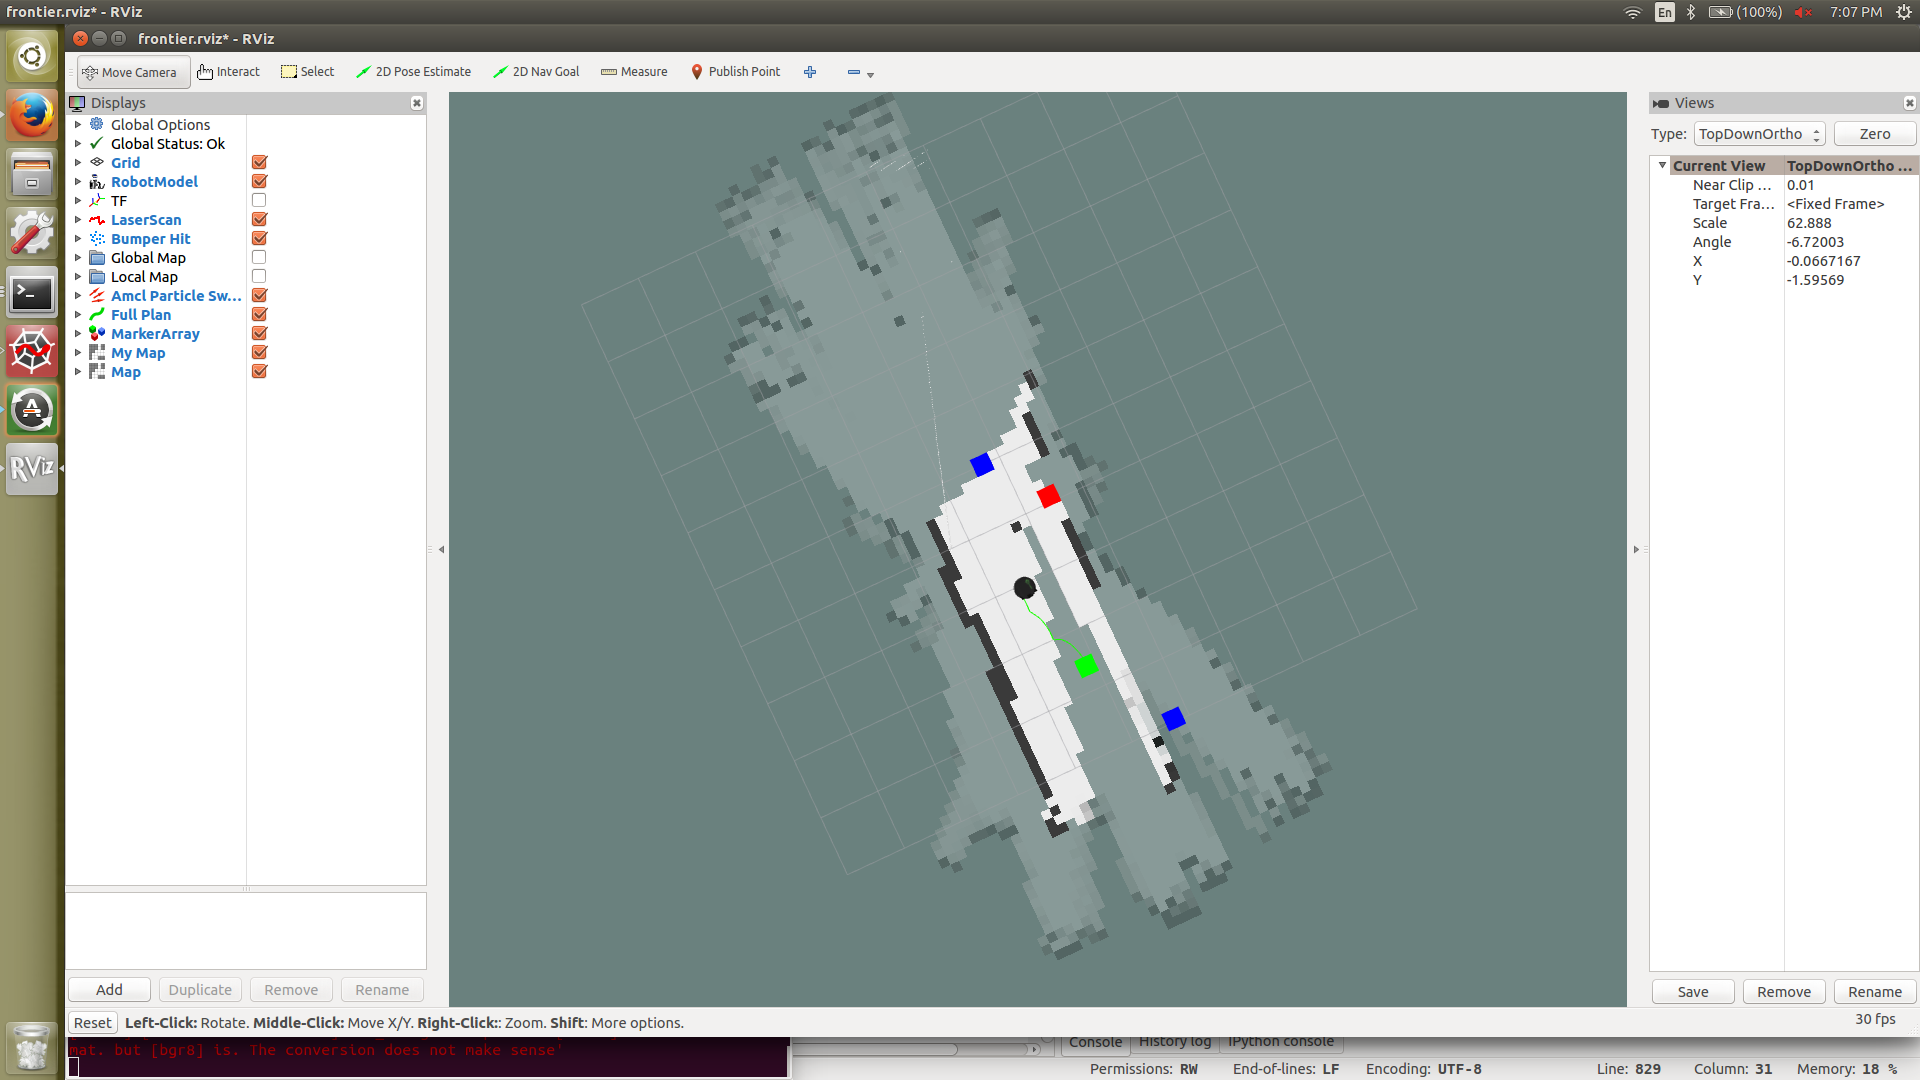 frontier.rviz* - RViz
En (100%) 7:07 PM
frontier.rviz* - RViz
Move Camera Interact Select 2D Pose Estimate 2D Nav Goal Measure Publish Point
Displays
Global Options
Global Status: Ok
Grid
RobotModel
TF
LaserScan
Bumper Hit
Global Map
Local Map
Amcl Particle Sw...
Full Plan
MarkerArray
My Map
Map
Add Duplicate Remove Rename
Views
Type: TopDownOrtho Zero
Current View TopDownOrtho ...
Near Clip ... 0.01
Target Fra... <Fixed Frame>
Scale 62.888
Angle -6.72003
X -0.0667167
Y -1.59569
Save Remove Rename
Reset Left-Click: Rotate. Middle-Click: Move X/Y. Right-Click:: Zoom. Shift: More options.
30 fps
RViz
mat. but [bgr8] is. The conversion does not make sense'
Console History log IPython console
Permissions: RW End-of-lines: LF Encoding: UTF-8 Line: 829 Column: 31 Memory: 18 %